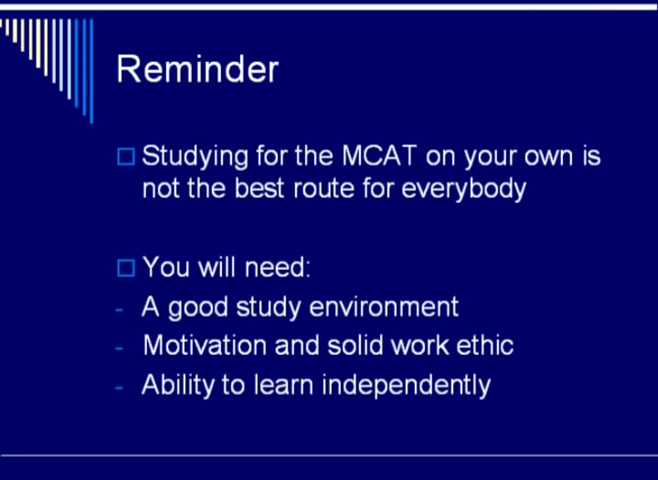 Reminder
Studying for the MCAT on your own is
not the best route for everybody
You will need:
- A good study environment
- Motivation and solid work ethic
- Ability to learn independently